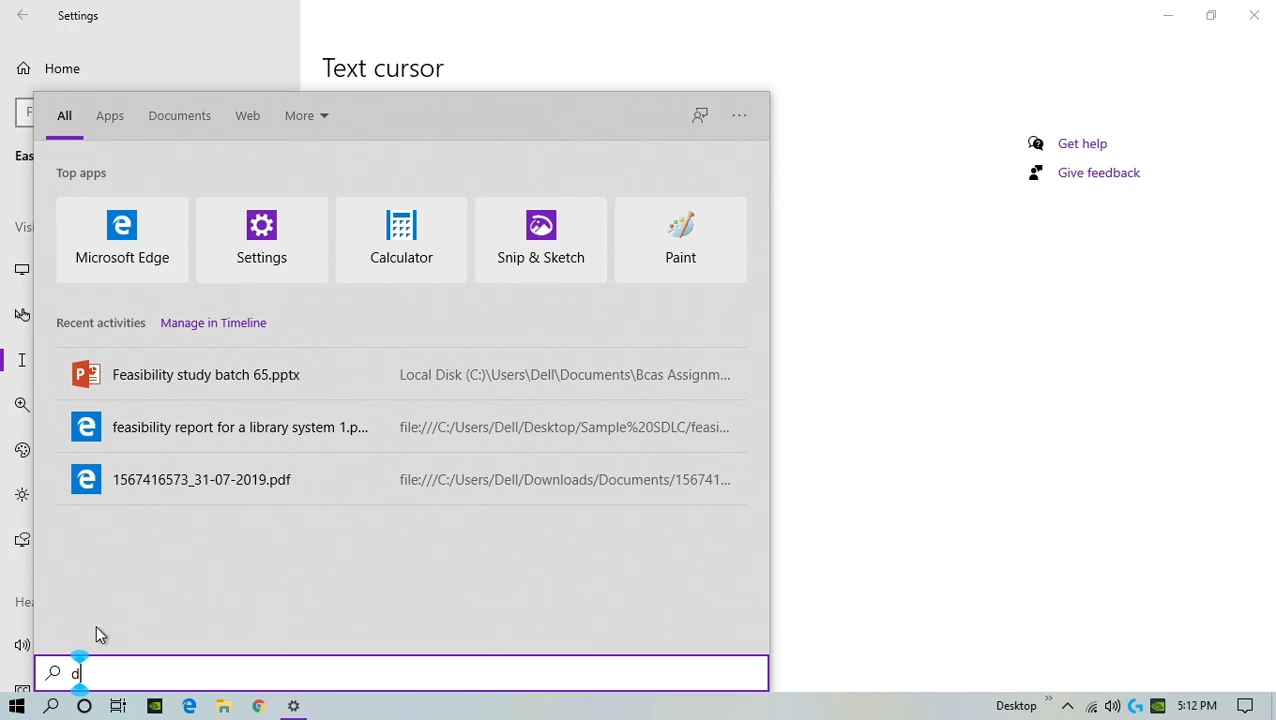 Settings
Home
Text cursor
F
All Apps Documents Web More
Eas
Get help
Give feedback
Top apps
Visi
Microsoft Edge Settings Calculator Snip & Sketch Paint
Recent activities Manage in Timeline
Feasibility study batch 65.pptx Local Disk (C:)\Users\Dell\Documents\Bcas Assignm...
feasibility report for a library system 1.p... file:///C:/Users/Dell/Desktop/Sample%20SDLC/feasi...
1567416573_31-07-2019.pdf file:///C:/Users/Dell/Downloads/Documents/156741...
Hea
d
Desktop 5:12 PM